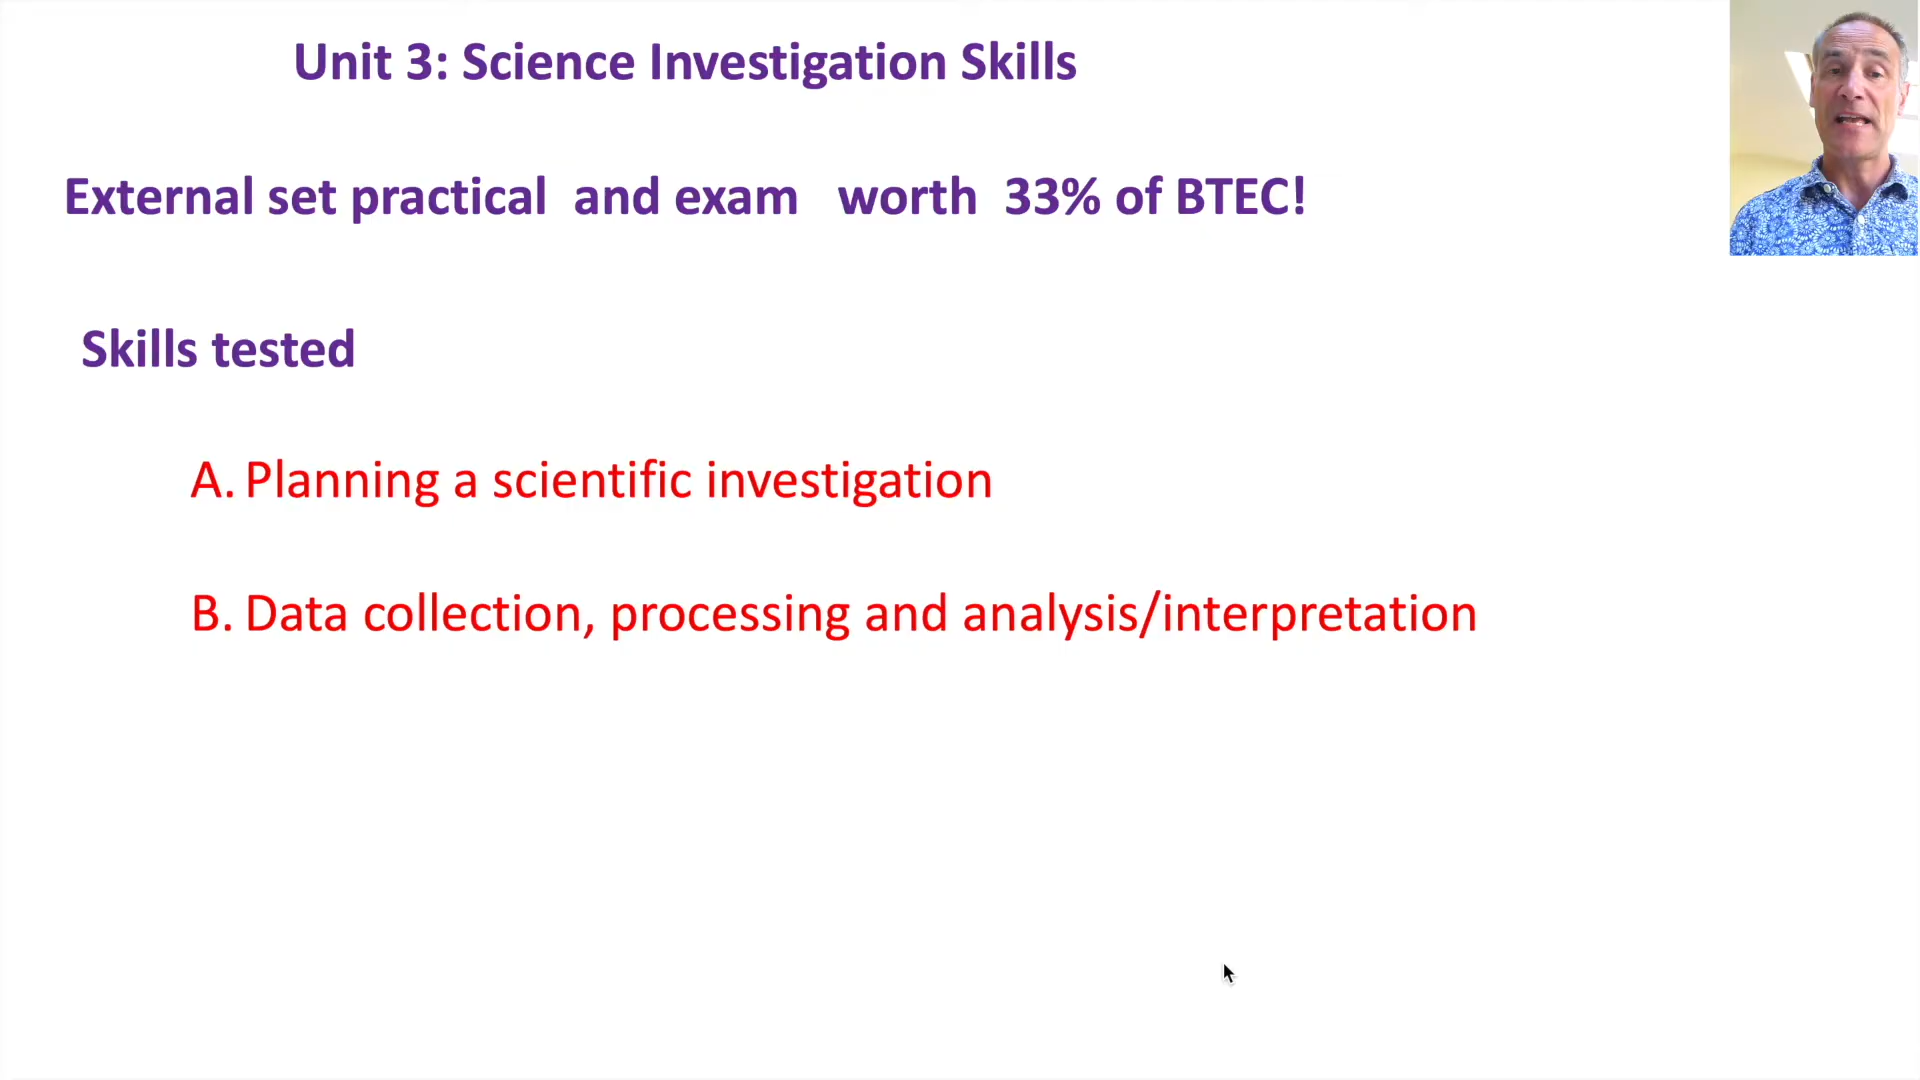 Unit 3: Science Investigation Skills
External set practical and exam worth 33% of BTEC!
Skills tested
A. Planning a scientific investigation
B. Data collection, processing and analysis/interpretation